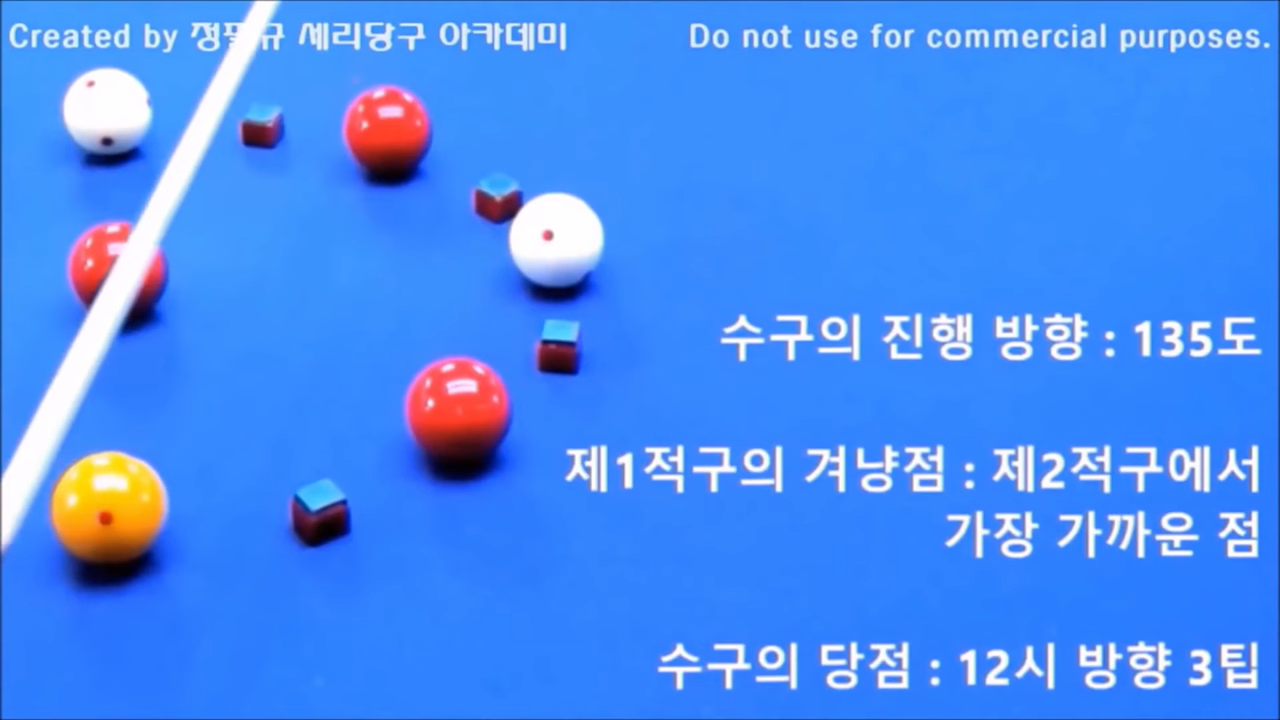 Created by 정필규 세리당구 아카데미
Do not use for commercial purposes.
수구의 진행 방향 : 135도
제1적구의 겨냥점 : 제2적구에서
가장 가까운 점
수구의 당점 : 12시 방향 3팁